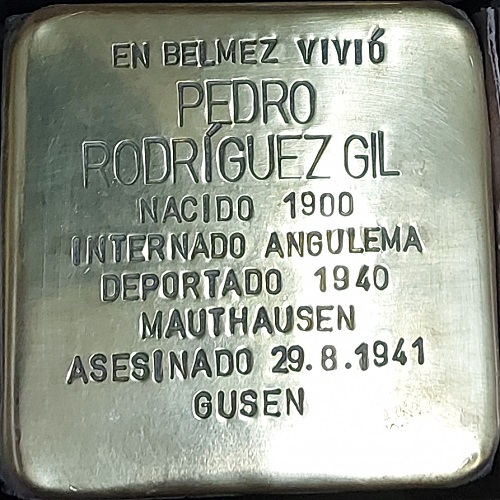 EN BELMEZ VIVIÓ
PEDRO
RODRÍGUEZ GIL
NACIDO 1900
INTERNADO ANGULEMA
DEPORTADO 1940
MAUTHAUSEN
ASESINADO 29.8.1941
GUSEN